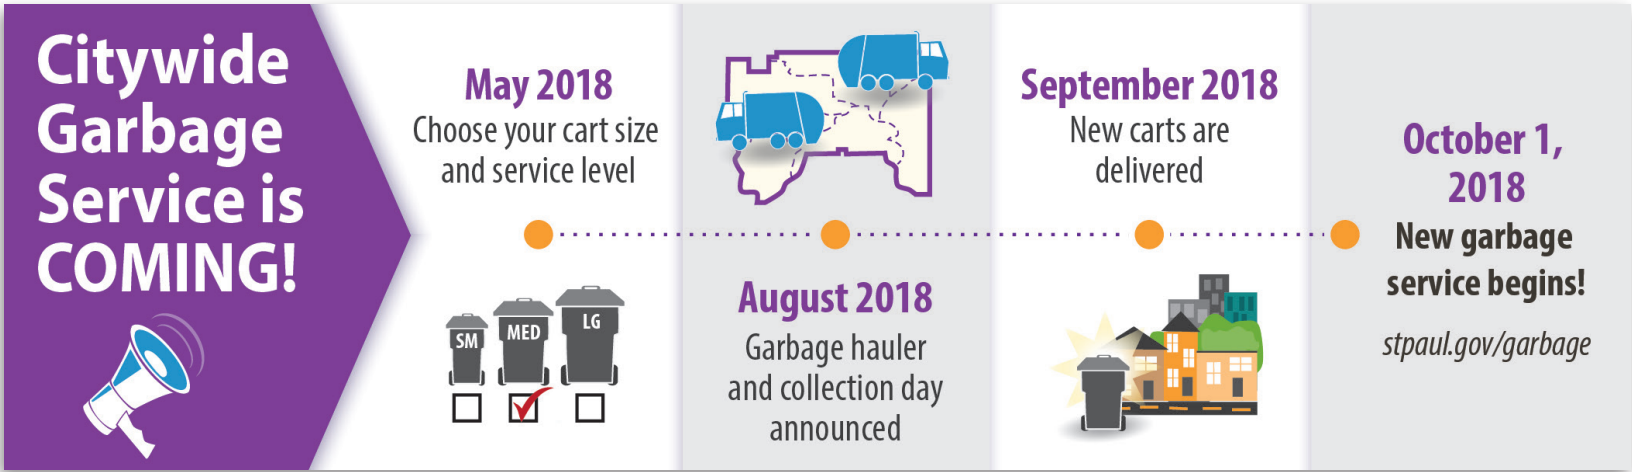 Citywide
Garbage
Service is
COMING!
May 2018
Choose your cart size
and service level
SM
MED
LG
August 2018
Garbage hauler
and collection day
announced
September 2018
New carts are
delivered
October 1,
2018
New garbage
service begins!
stpaul.gov/garbage